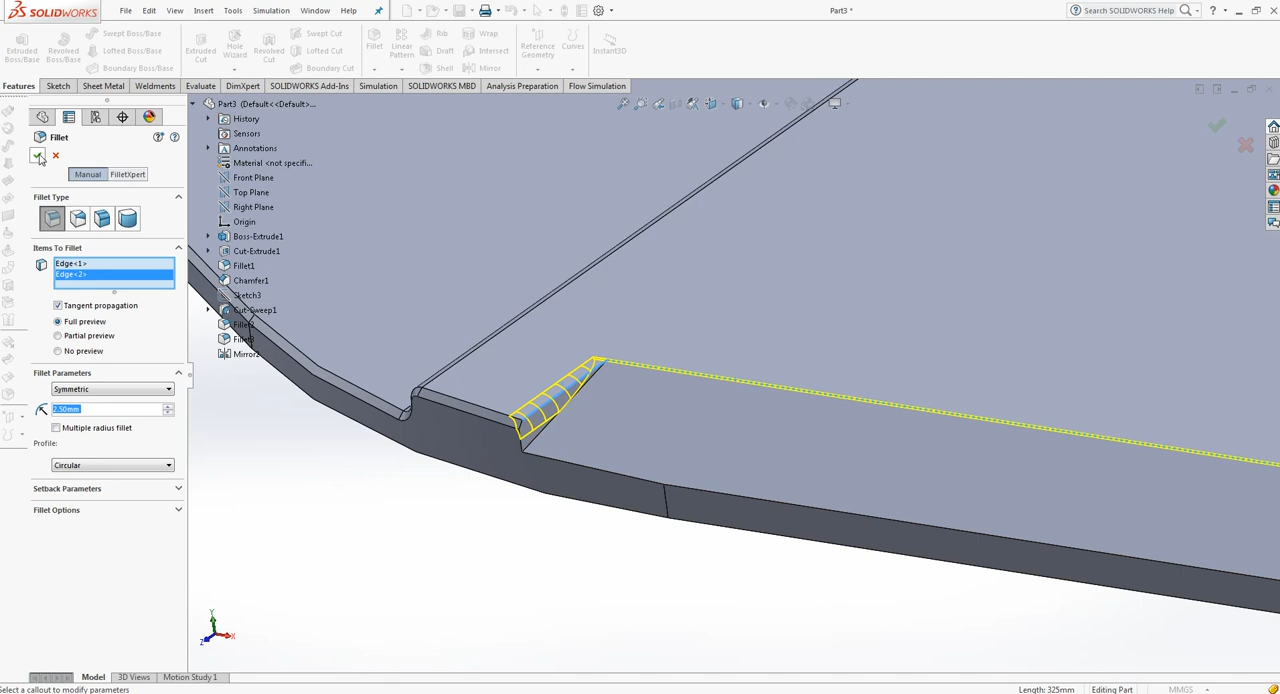 SOLIDWORKS File Edit View Insert Tools Simulation Window Help Part3 * Search SOLIDWORKS Help
Extruded Boss/Base
Revolved Boss/Base
Swept Boss/Base
Lofted Boss/Base
Boundary Boss/Base
Extruded Cut
Hole Wizard
Revolved Cut
Swept Cut
Lofted Cut
Boundary Cut
Fillet
Linear Pattern
Rib
Draft
Shell
Wrap
Intersect
Mirror
Reference Geometry
Curves
Instant3D
Features Sketch Sheet Metal Weldments Evaluate DimXpert SOLIDWORKS Add-Ins Simulation SOLIDWORKS MBD Analysis Preparation Flow Simulation
Fillet
Manual FilletXpert
Fillet Type
Items To Fillet
Edge<1>
Edge<2>
Tangent propagation
Full preview
Partial preview
No preview
Fillet Parameters
Symmetric
2.50mm
Multiple radius fillet
Profile:
Circular
Setback Parameters
Fillet Options
Part3 (Default<<Default>...
History
Sensors
Annotations
Material <not specifi...
Front Plane
Top Plane
Right Plane
Origin
Boss-Extrude1
Cut-Extrude1
Fillet1
Chamfer1
Sketch3
Cut-Sweep1
Fillet2
Fillet3
Mirror2
Y
X
Z
Model 3D Views Motion Study 1
Select a callout to modify parameters Length: 325mm Editing Part MMGS